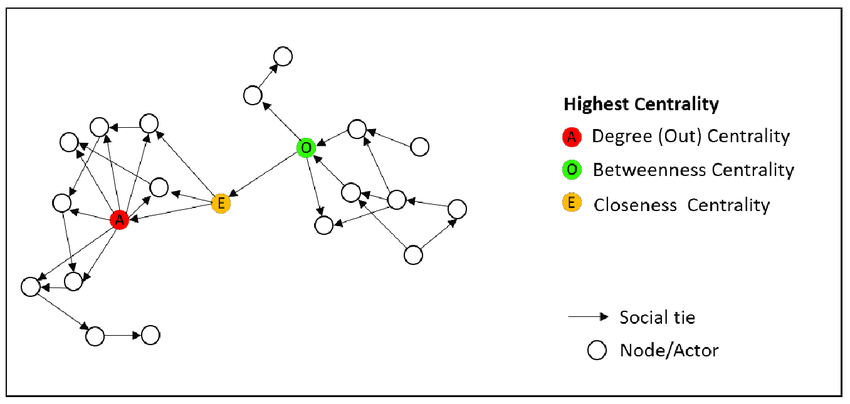 O
A
E
Highest Centrality
A Degree (Out) Centrality
O Betweenness Centrality
E Closeness Centrality
Social tie
Node/Actor